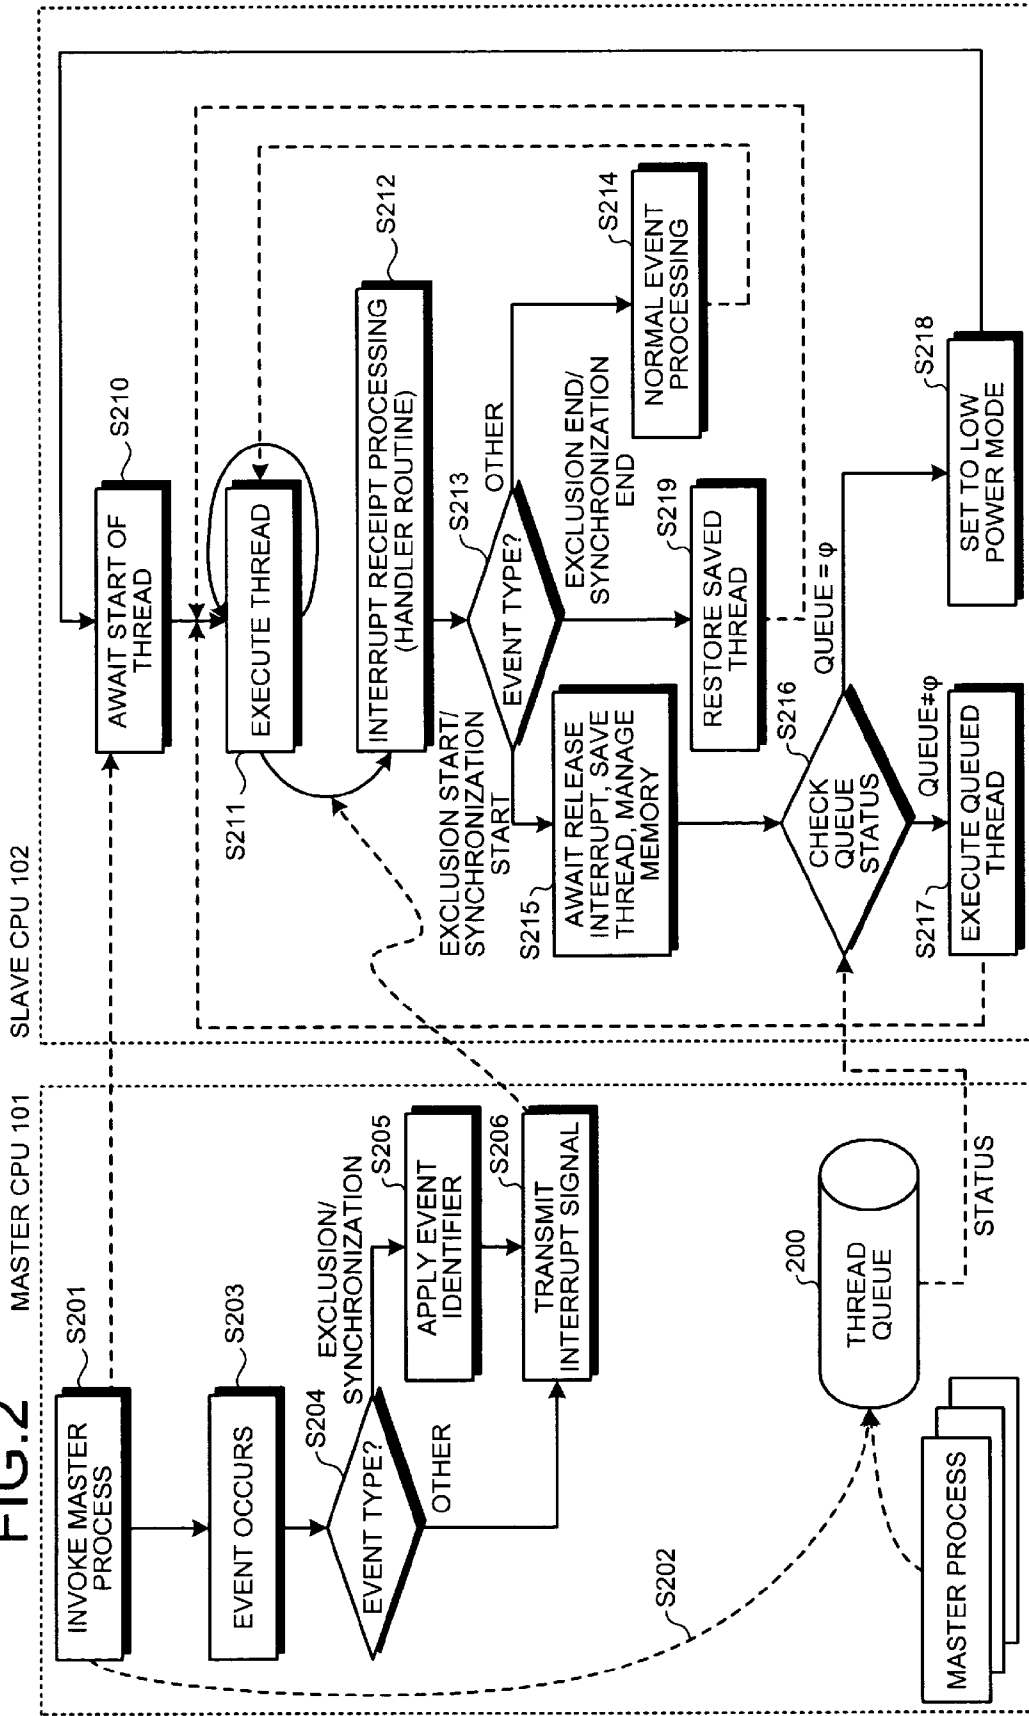 FIG.2
MASTER CPU 101
INVOKE MASTER
PROCESS
S201
EVENT OCCURS
S203
EVENT TYPE?
S204
EXCLUSION/
SYNCHRONIZATION
OTHER
APPLY EVENT
IDENTIFIER
S205
TRANSMIT
INTERRUPT SIGNAL
S206
S202
THREAD
QUEUE
200
STATUS
MASTER PROCESS
SLAVE CPU 102
AWAIT START OF
THREAD
S210
EXECUTE THREAD
S211
INTERRUPT RECEIPT PROCESSING
(HANDLER ROUTINE)
S212
EVENT TYPE?
S213
OTHER
NORMAL EVENT
PROCESSING
S214
EXCLUSION START/
SYNCHRONIZATION
START
EXCLUSION END/
SYNCHRONIZATION
END
S215
AWAIT RELEASE
INTERRUPT, SAVE
THREAD, MANAGE
MEMORY
RESTORE SAVED
THREAD
S219
CHECK
QUEUE
STATUS
S216
QUEUE = φ
QUEUE≠φ
S217
EXECUTE QUEUED
THREAD
SET TO LOW
POWER MODE
S218